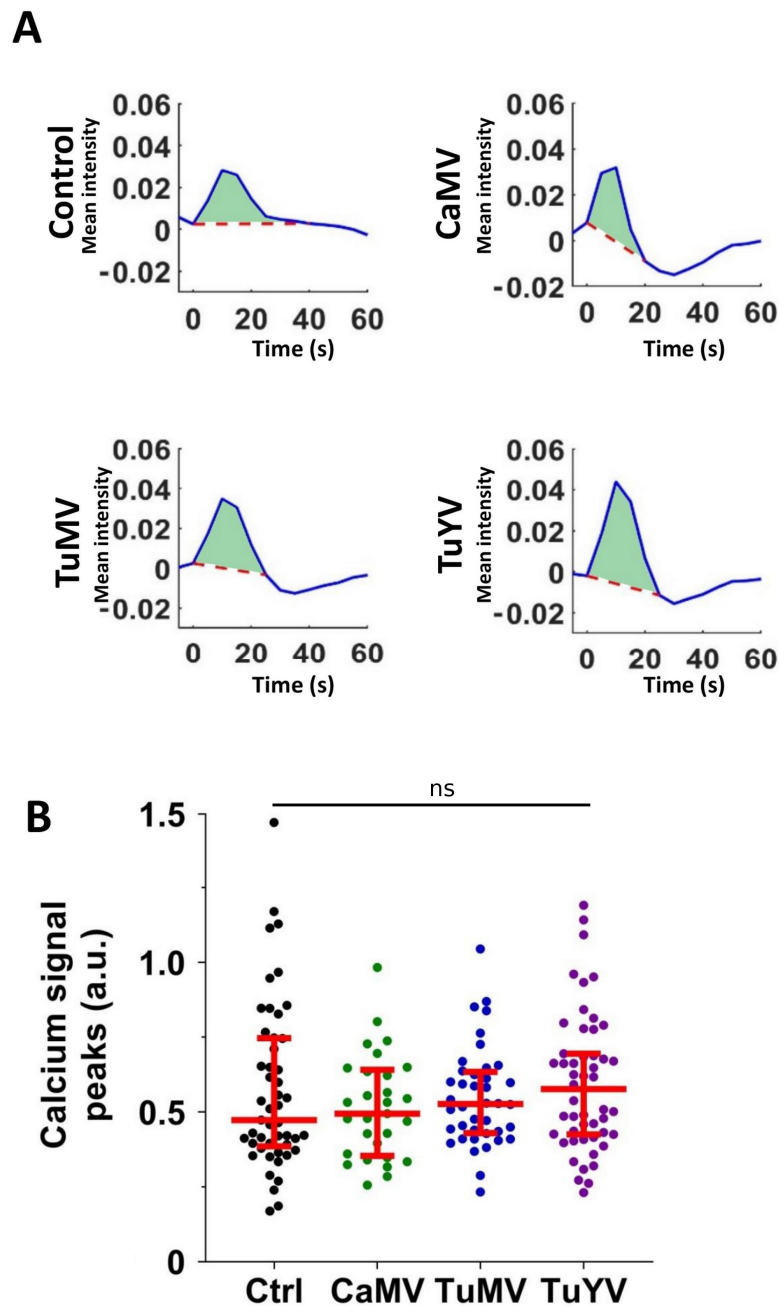 A
Control
Mean intensity
0.06
0.04
0.02
0
-0.02
0 20 40 60
Time (s)
CaMV
Mean intensity
0.06
0.04
0.02
0
-0.02
0 20 40 60
Time (s)
TuMV
Mean intensity
0.06
0.04
0.02
0
-0.02
0 20 40 60
Time (s)
TuYV
Mean intensity
0.06
0.04
0.02
0
-0.02
0 20 40 60
Time (s)
B
ns
Calcium signal
peaks (a.u.)
1.5
1.0
0.5
0
Ctrl CaMV TuMV TuYV